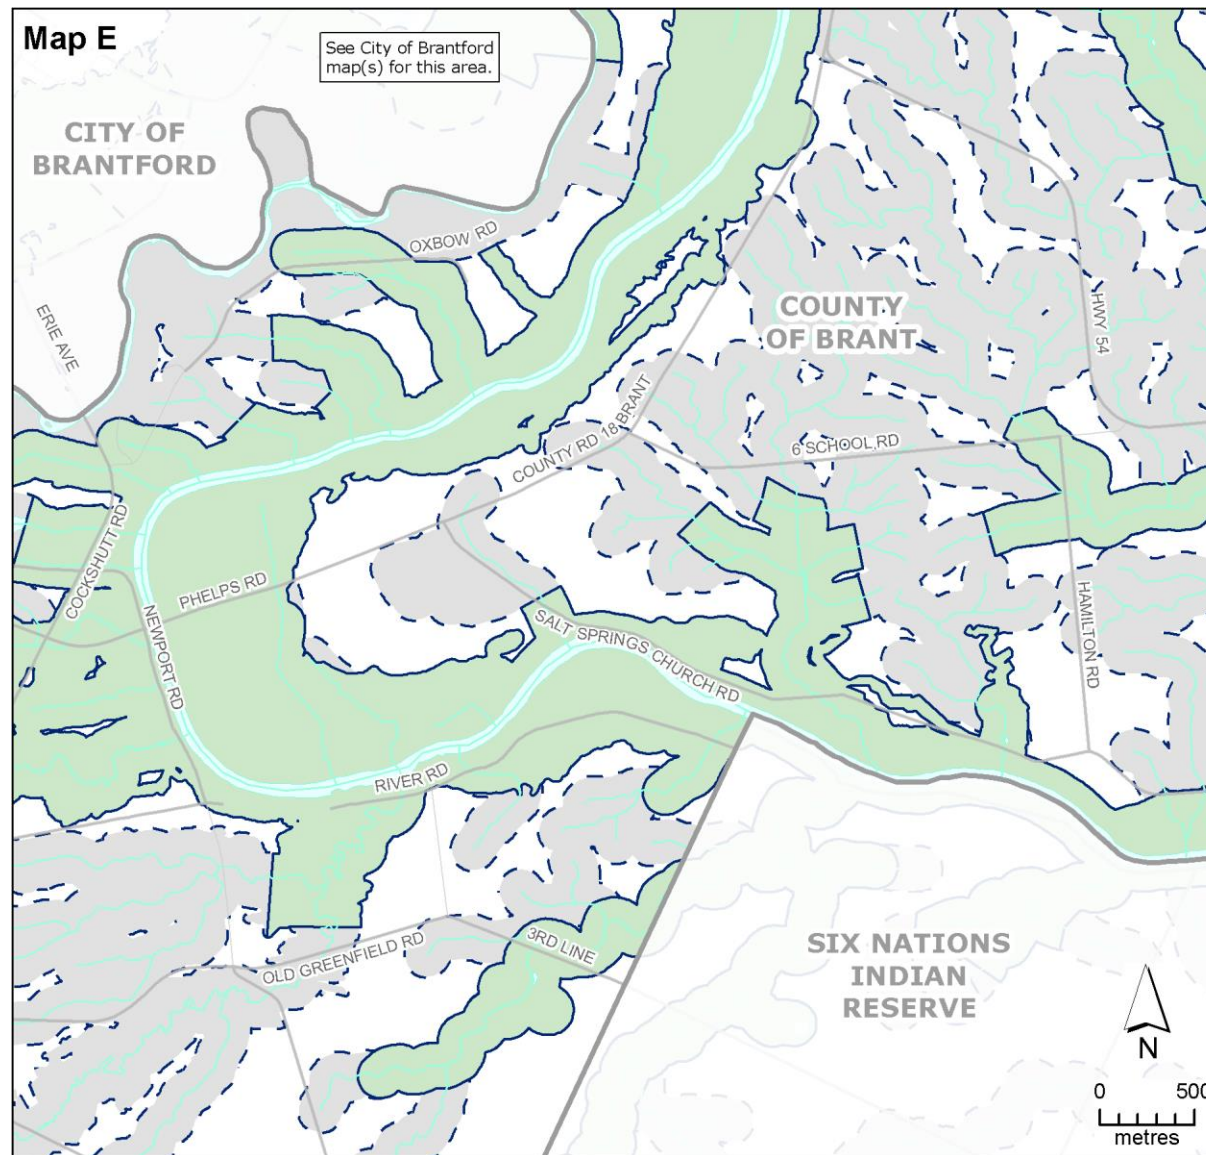 Map E
See City of Brantford
map(s) for this area.
CITY OF
BRANTFORD
OXBOW RD
ERIE AVE
COUNTY
OF BRANT
HWY 54
COUNTY RD 18 BRANT
6 SCHOOL RD
COCKSHUTT RD
PHELPS RD
NEWPORT RD
SALT SPRINGS CHURCH RD
HAMILTON RD
RIVER RD
OLD GREENFIELD RD
3RD LINE
SIX NATIONS
INDIAN
RESERVE
N
0 500
metres